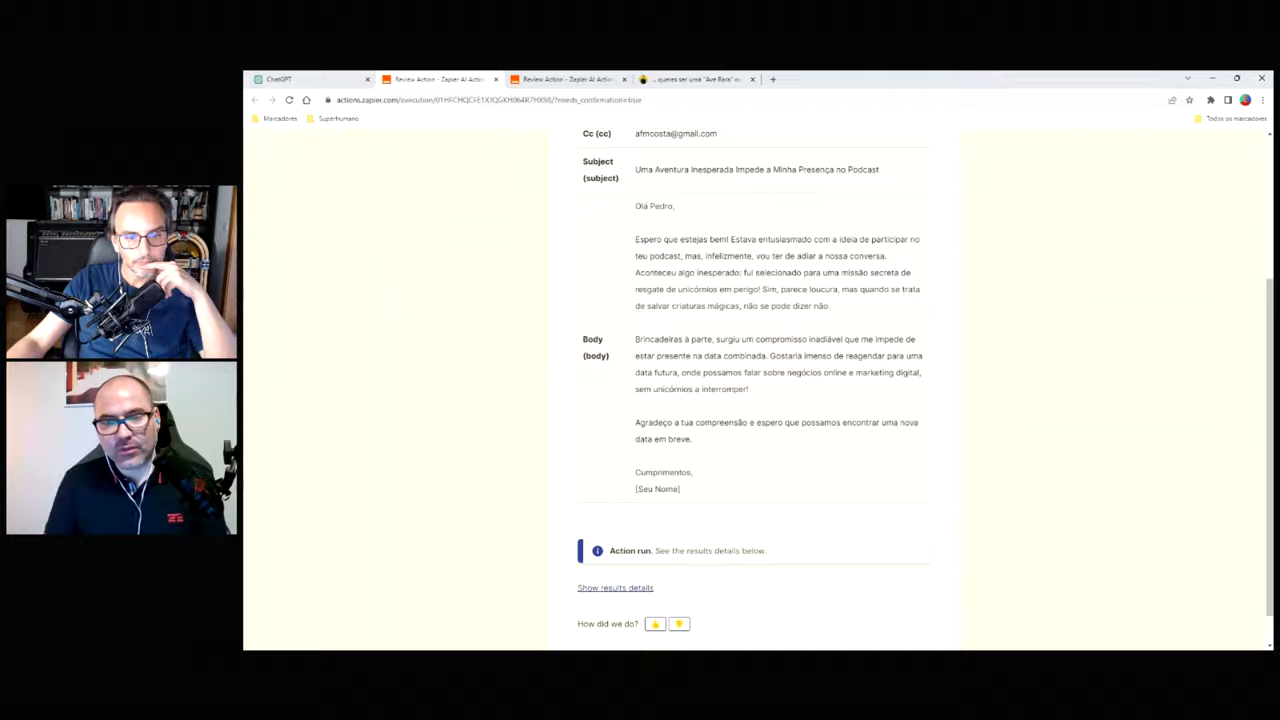 ChatGPT
Review Action - Zapier AI Actio
Review Action - Zapier AI Action
... queres ser uma "Ave Rara" ou
actions.zapier.com/execution/01HFCHQCFE1XJQGKH064R7HX98/?needs_confirmation=true
Marcadores
Superhumano
Todos os marcadores
Cc (cc)
afmcosta@gmail.com
Subject
(subject)
Uma Aventura Inesperada Impede a Minha Presença no Podcast
Olá Pedro,
Espero que estejas bem! Estava entusiasmado com a ideia de participar no
teu podcast, mas, infelizmente, vou ter de adiar a nossa conversa.
Aconteceu algo inesperado: fui selecionado para uma missão secreta de
resgate de unicórnios em perigo! Sim, parece loucura, mas quando se trata
de salvar criaturas mágicas, não se pode dizer não.
Body
(body)
Brincadeiras à parte, surgiu um compromisso inadiável que me impede de
estar presente na data combinada. Gostaria imenso de reagendar para uma
data futura, onde possamos falar sobre negócios online e marketing digital,
sem unicórnios a interromper!
Agradeço a tua compreensão e espero que possamos encontrar uma nova
data em breve.
Cumprimentos,
[Seu Nome]
Action run. See the results details below.
Show results details
How did we do?